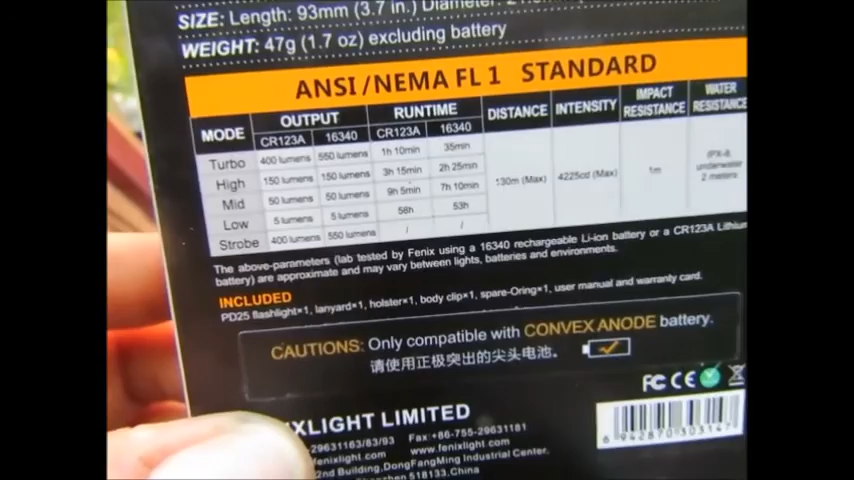 SIZE: Length: 93mm (3.7 in.) Diameter:
WEIGHT: 47g (1.7 oz) excluding battery
ANSI/NEMA FL 1 STANDARD
MODE OUTPUT RUNTIME DISTANCE INTENSITY IMPACT RESISTANCE WATER RESISTANCE
CR123A 16340 CR123A 16340
Turbo 400 lumens 550 lumens 1h 10min 35min
High 150 lumens 150 lumens 3h 15min 2h 25min
Mid 50 lumens 50 lumens 9h 5min 7h 10min
Low 5 lumens 5 lumens 58h 53h
Strobe 400 lumens 550 lumens / /
130m (Max) 4225cd (Max) 1m IPX-8, underwater 2 meters
The above-parameters (lab tested by Fenix using a 16340 rechargeable Li-ion battery or a CR123A Lithium
battery) are approximate and may vary between lights, batteries and environments.
INCLUDED
PD25 flashlight×1, lanyard×1, holster×1, body clip×1, spare-Oring×1, user manual and warranty card.
CAUTIONS: Only compatible with CONVEX ANODE battery.
请使用正极突出的尖头电池。
FC CE
IXLIGHT LIMITED
-29631163/83/93 Fax:+86-755-29631181
fenixlight.com www.fenixlight.com
2nd Building, DongFangMing Industrial Center,
518133, China
6 942870 303147